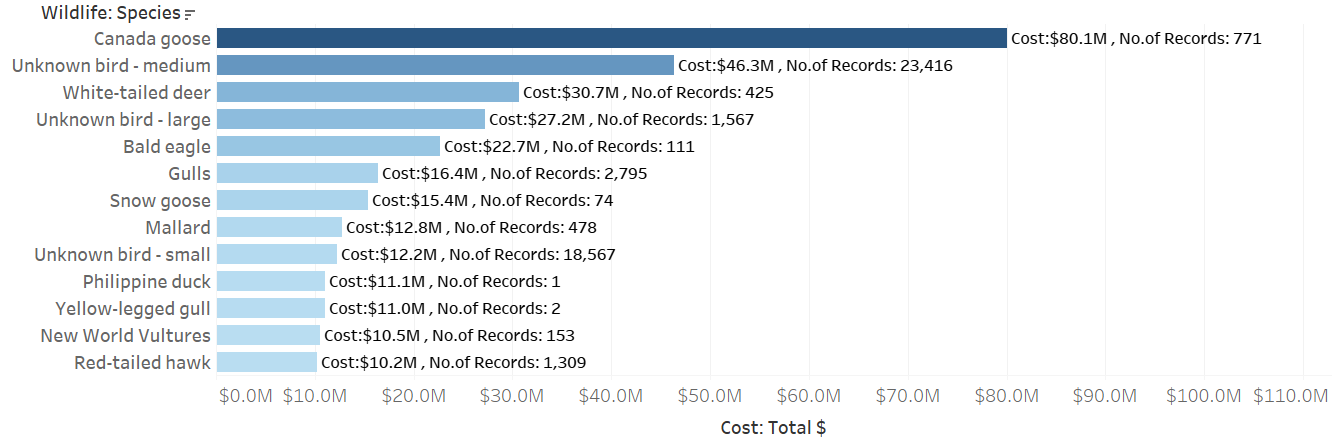 Wildlife: Species
Canada goose Cost:$80.1M , No.of Records: 771
Unknown bird - medium Cost:$46.3M , No.of Records: 23,416
White-tailed deer Cost:$30.7M , No.of Records: 425
Unknown bird - large Cost:$27.2M , No.of Records: 1,567
Bald eagle Cost:$22.7M , No.of Records: 111
Gulls Cost:$16.4M , No.of Records: 2,795
Snow goose Cost:$15.4M , No.of Records: 74
Mallard Cost:$12.8M , No.of Records: 478
Unknown bird - small Cost:$12.2M , No.of Records: 18,567
Philippine duck Cost:$11.1M , No.of Records: 1
Yellow-legged gull Cost:$11.0M , No.of Records: 2
New World Vultures Cost:$10.5M , No.of Records: 153
Red-tailed hawk Cost:$10.2M , No.of Records: 1,309
$0.0M $10.0M $20.0M $30.0M $40.0M $50.0M $60.0M $70.0M $80.0M $90.0M $100.0M $110.0M
Cost: Total $